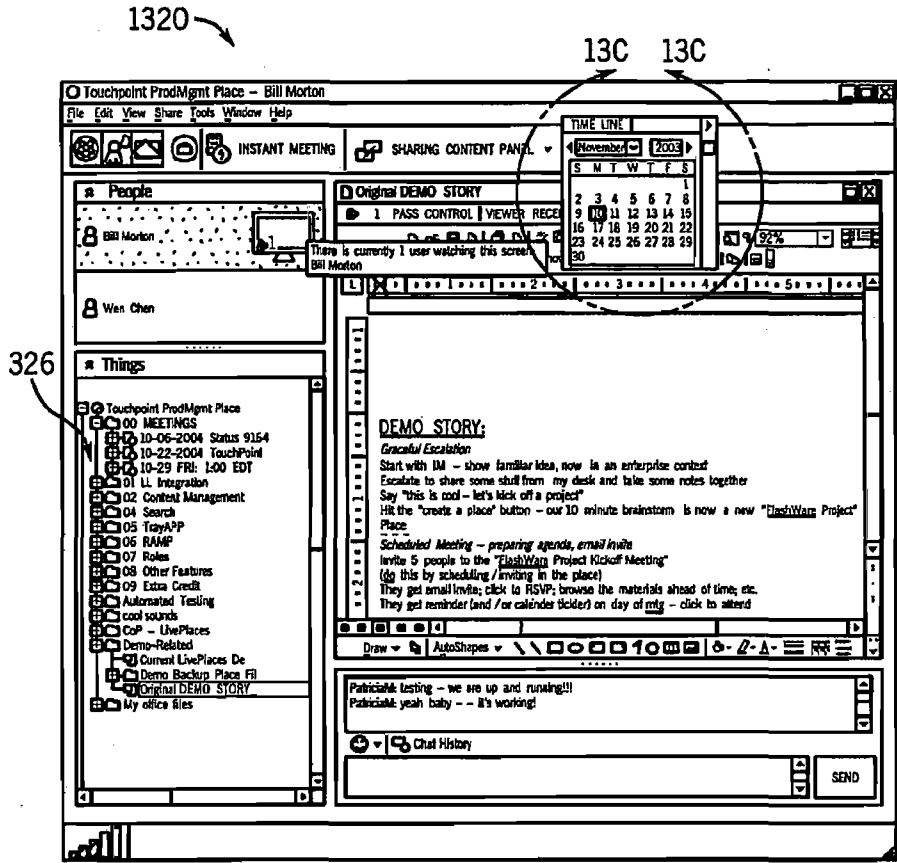 1320
13C 13C
Touchpoint ProdMgmt Place – Bill Morton
File Edit View Share Tools Window Help
INSTANT MEETING
SHARING CONTENT PANEL
TIME LINE
November 2003
S M T W T F S
1
2 3 4 5 6 7 8
9 10 11 12 13 14 15
16 17 18 19 20 21 22
23 24 25 26 27 28 29
30
People
Bill Morton
1
There is currently 1 user watching this screen
Bill Morton
Wen Chen
Original DEMO STORY
1 PASS CONTROL VIEWER
92%
L 1 2 3 4 5
326
Things
Touchpoint ProdMgmt Place
00 MEETINGS
10-06-2004 Status 9164
10-22-2004 TouchPoint
10-29 FRI: 1:00 EDT
01 LL Integration
02 Content Management
04 Search
05 TrayAPP
06 RAMP
07 Roles
08 Other Features
09 Extra Credit
Automated Testing
cool sounds
CoP – LivePlaces
Demo-Related
Current LivePlaces De
Demo Backup Place Fil
Original DEMO STORY
My office files
1
1
2
DEMO STORY:
Graceful Escalation
Start with IM – show familiar idea, now in an enterprise context
Escalate to share some stuff from my desk and take some notes together
Say "this is cool – let's kick off a project"
Hit the "create a place" button – our 10 minute brainstorm is now a new "FlashWare Project"
Place
Scheduled Meeting – preparing agenda, email invite
Invite 5 people to the "FlashWare Project Kickoff Meeting"
(do this by scheduling / inviting in the place)
They get email invite; click to RSVP; browse the materials ahead of time; etc.
They get reminder (and /or calender tickler) on day of mtg – click to attend
Draw AutoShapes
PatriciaM: testing – we are up and running!!!
PatriciaM: yeah baby – – it's working!
Chat History
SEND